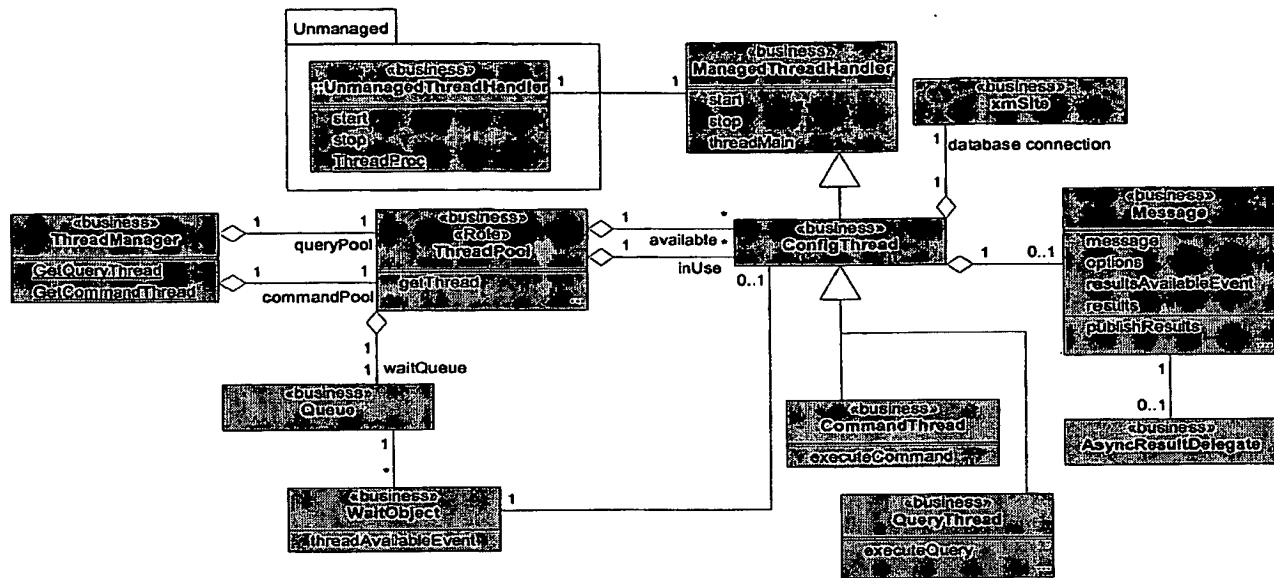 Unmanaged
«business»
::UnmanagedThreadHandler
start
stop
ThreadProc
1
1
«business»
ManagedThreadHandler
start
stop
threadMain
«business»
xmSite
1
database connection
1
«business»
ThreadManager
GetQueryThread
GetCommandThread
1
1
queryPool
1
1
commandPool
«business»
«Role»
ThreadPool
getThread
1
*
available
1
*
inUse
«business»
ConfigThread
0..1
1
0..1
«business»
Message
message
options
resultsAvailableEvent
results
publishResults
1
0..1
«business»
AsyncResultDelegate
1
1
waitQueue
«business»
Queue
1
*
«business»
WaitObject
threadAvailableEvent
1
«business»
CommandThread
executeCommand
«business»
QueryThread
executeQuery